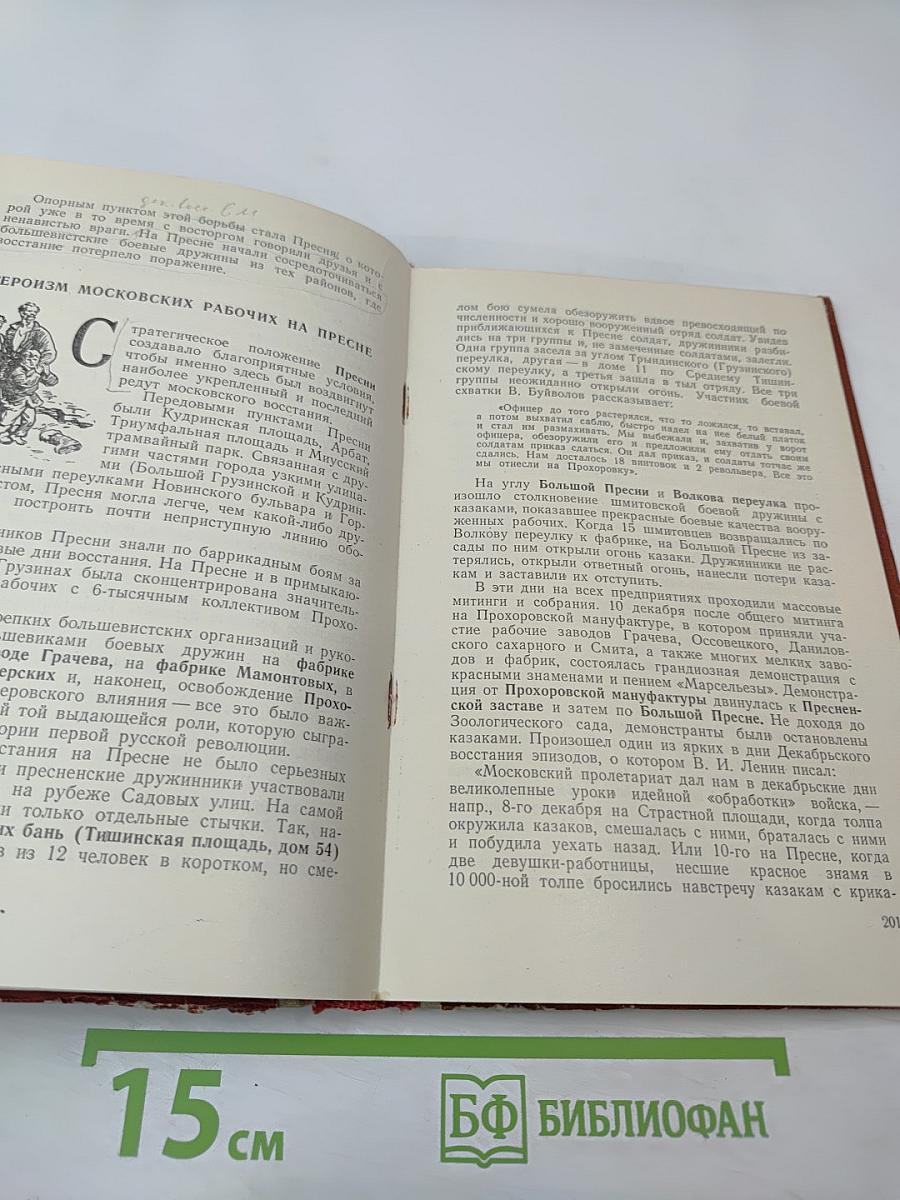 Опорным пунктом этой борьбы стала Пресня, о кото-
рой уже в то время с восторгом говорили друзья и с
ненавистью враги. На Пресне начали сосредоточиваться
большевистские боевые дружины из тех районов, где
восстание потерпело поражение.
ГЕРОИЗМ МОСКОВСКИХ РАБОЧИХ НА ПРЕСНЕ
Стратегическое положение Пресни
создавало благоприятные условия,
чтобы именно здесь был воздвигнут
наиболее укрепленный и последний
редут московского восстания.
Передовыми пунктами Пресни
были Кудринская площадь, Арбат,
Триумфальная площадь и Миусский
трамвайный парк. Связанная с дру-
гими частями города узкими улица-
ми (Большой Грузинской и Кудрин-
сными переулками Новинского бульвара и Гор-
стом, Пресня могла легче, чем какой-либо дру-
построить почти неприступную линию обо-
ников Пресни знали по баррикадным боям за
вые дни восстания. На Пресне и в примыкаю-
Грузинах была сконцентрирована значитель-
рабочих с 6-тысячным коллективом Прохо-
репких большевистских организаций и руко-
ьшевиками боевых дружин на фабрике
оде Грачева, на фабрике Мамонтовых, в
ерских и, наконец, освобождение Прохо-
еровского влияния — все это было важ-
й той выдающейся роли, которую сыгра-
ории первой русской революции.
стания на Пресне не было серьезных
и пресненские дружинники участвовали
на рубеже Садовых улиц. На самой
и только отдельные стычки. Так, на-
их бань (Тишинская площадь, дом 54)
в из 12 человек в коротком, но сме-
лом бою сумела обезоружить вдвое превосходящий по
численности и хорошо вооруженный отряд солдат. Увидев
приближающихся к Пресне солдат, дружинники разби-
лись на три группы и, не замеченные солдатами, залегли.
Одна группа засела за углом Трындинского (Грузинского)
переулка, другая — в доме 11 по Среднему Тишин-
скому переулку, а третья зашла в тыл отряду. Все три
группы неожиданно открыли огонь. Участник боевой
схватки В. Буйволов рассказывает:
«Офицер до того растерялся, что то ложился, то вставал,
а потом выхватил саблю, быстро надел на нее белый платок
и стал им размахивать. Мы выбежали и, захватив у ворот
офицера, обезоружили его и предложили ему отдать своим
солдатам приказ сдаться. Он дал приказ, и солдаты тотчас же
сдались. Нам досталось 18 винтовок и 2 револьвера. Все это
мы отнесли на Прохоровку».
На углу Большой Пресни и Волкова переулка про-
изошло столкновение шмитовской боевой дружины с
казаками, показавшее прекрасные боевые качества воору-
женных рабочих. Когда 15 шмитовцев возвращались по
Волкову переулку к фабрике, на Большой Пресне из за-
сады по ним открыли огонь казаки. Дружинники не рас-
терялись, открыли ответный огонь, нанесли потери каза-
кам и заставили их отступить.
В эти дни на всех предприятиях проходили массовые
митинги и собрания. 10 декабря после общего митинга
на Прохоровской мануфактуре, в котором приняли уча-
стие рабочие заводов Грачева, Оссовецкого, Данилов-
ского сахарного и Смита, а также многих мелких заво-
дов и фабрик, состоялась грандиозная демонстрация с
красными знаменами и пением «Марсельезы». Демонстра-
ция от Прохоровской мануфактуры двинулась к Преснен-
ской заставе и затем по Большой Пресне. Не доходя до
Зоологического сада, демонстранты были остановлены
казаками. Произошел один из ярких в дни Декабрьского
восстания эпизодов, о котором В. И. Ленин писал:
«Московский пролетариат дал нам в декабрьские дни
великолепные уроки идейной «обработки» войска, —
напр., 8-го декабря на Страстной площади, когда толпа
окружила казаков, смешалась с ними, браталась с ними
и побудила уехать назад. Или 10-го на Пресне, когда
две девушки-работницы, несшие красное знамя в
10 000-ной толпе бросились навстречу казакам с крика-
201
15 см
БФ БИБЛИОФАН